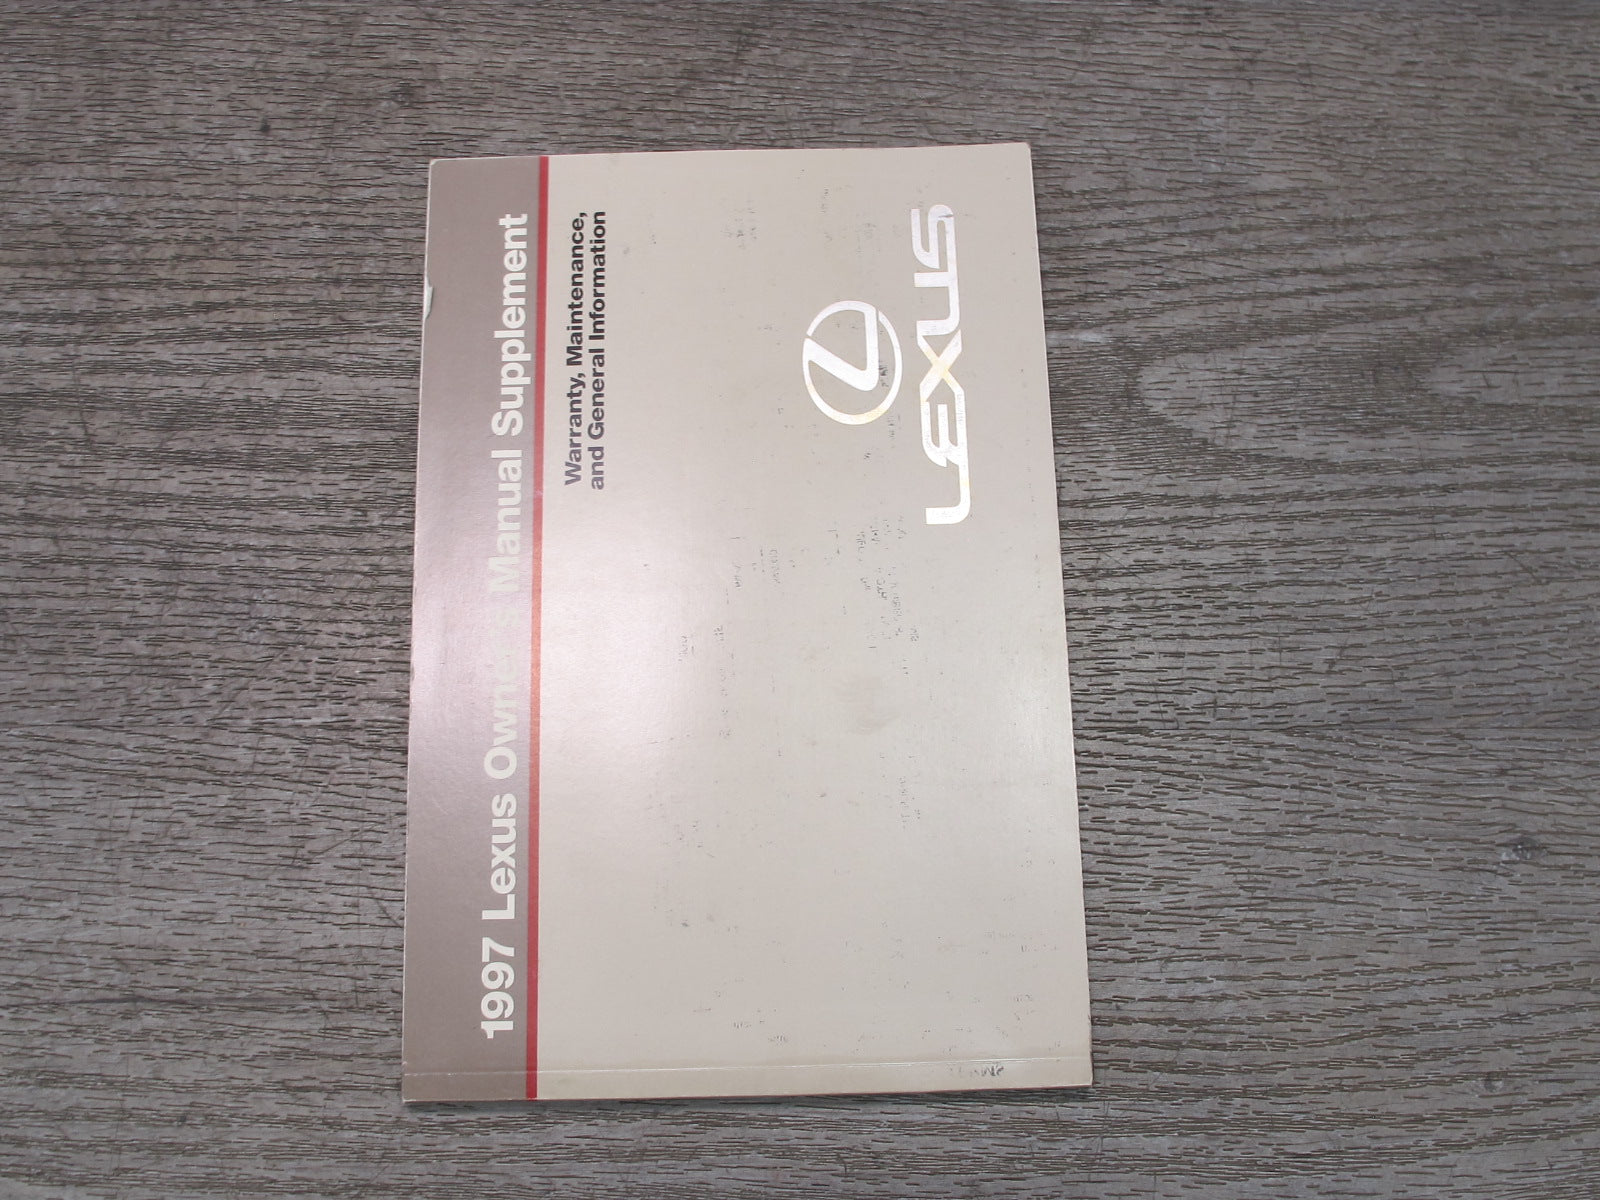 1997 Lexus Owner's Manual Supplement
Warranty, Maintenance,
and General Information
LEXUS